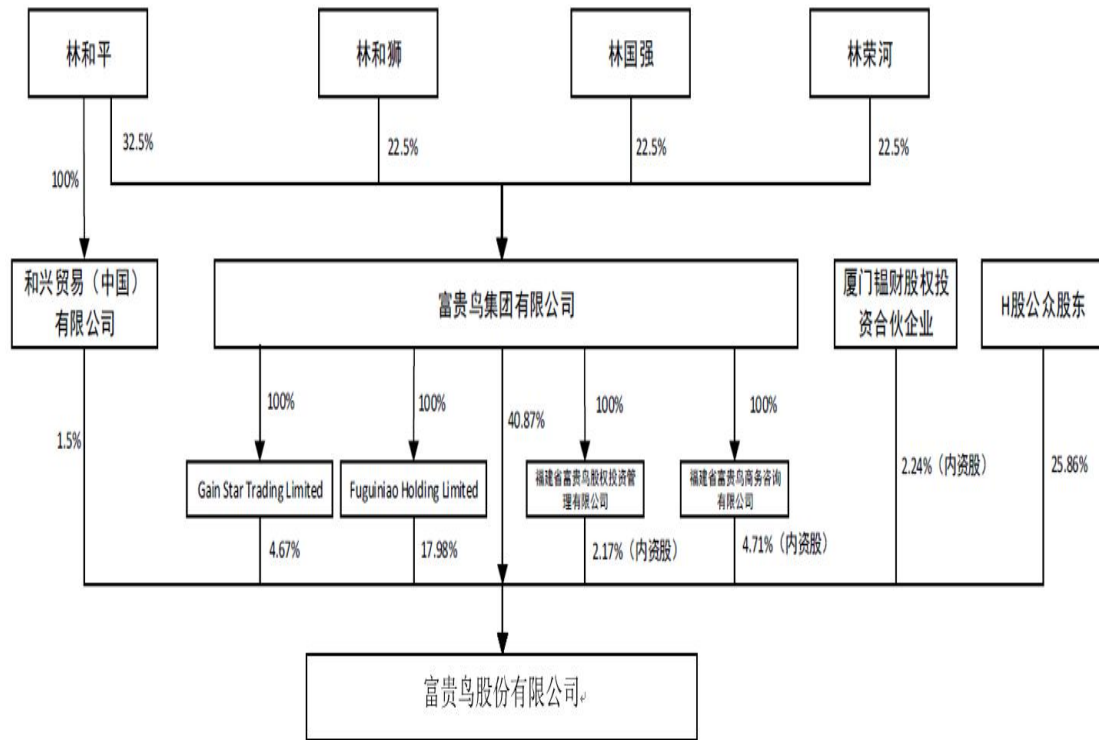 林和平
林和狮
林国强
林荣河
32.5%
22.5%
22.5%
22.5%
100%
和兴贸易（中国）
有限公司
富贵鸟集团有限公司
厦门韫财股权投
资合伙企业
H股公众股东
100%
100%
40.87%
100%
100%
1.5%
Gain Star Trading Limited
Fuguiniao Holding Limited
福建省富贵鸟股权投资管
理有限公司
福建省富贵鸟商务咨询
有限公司
2.24%（内资股）
25.86%
4.67%
17.98%
2.17%（内资股）
4.71%（内资股）
富贵鸟股份有限公司